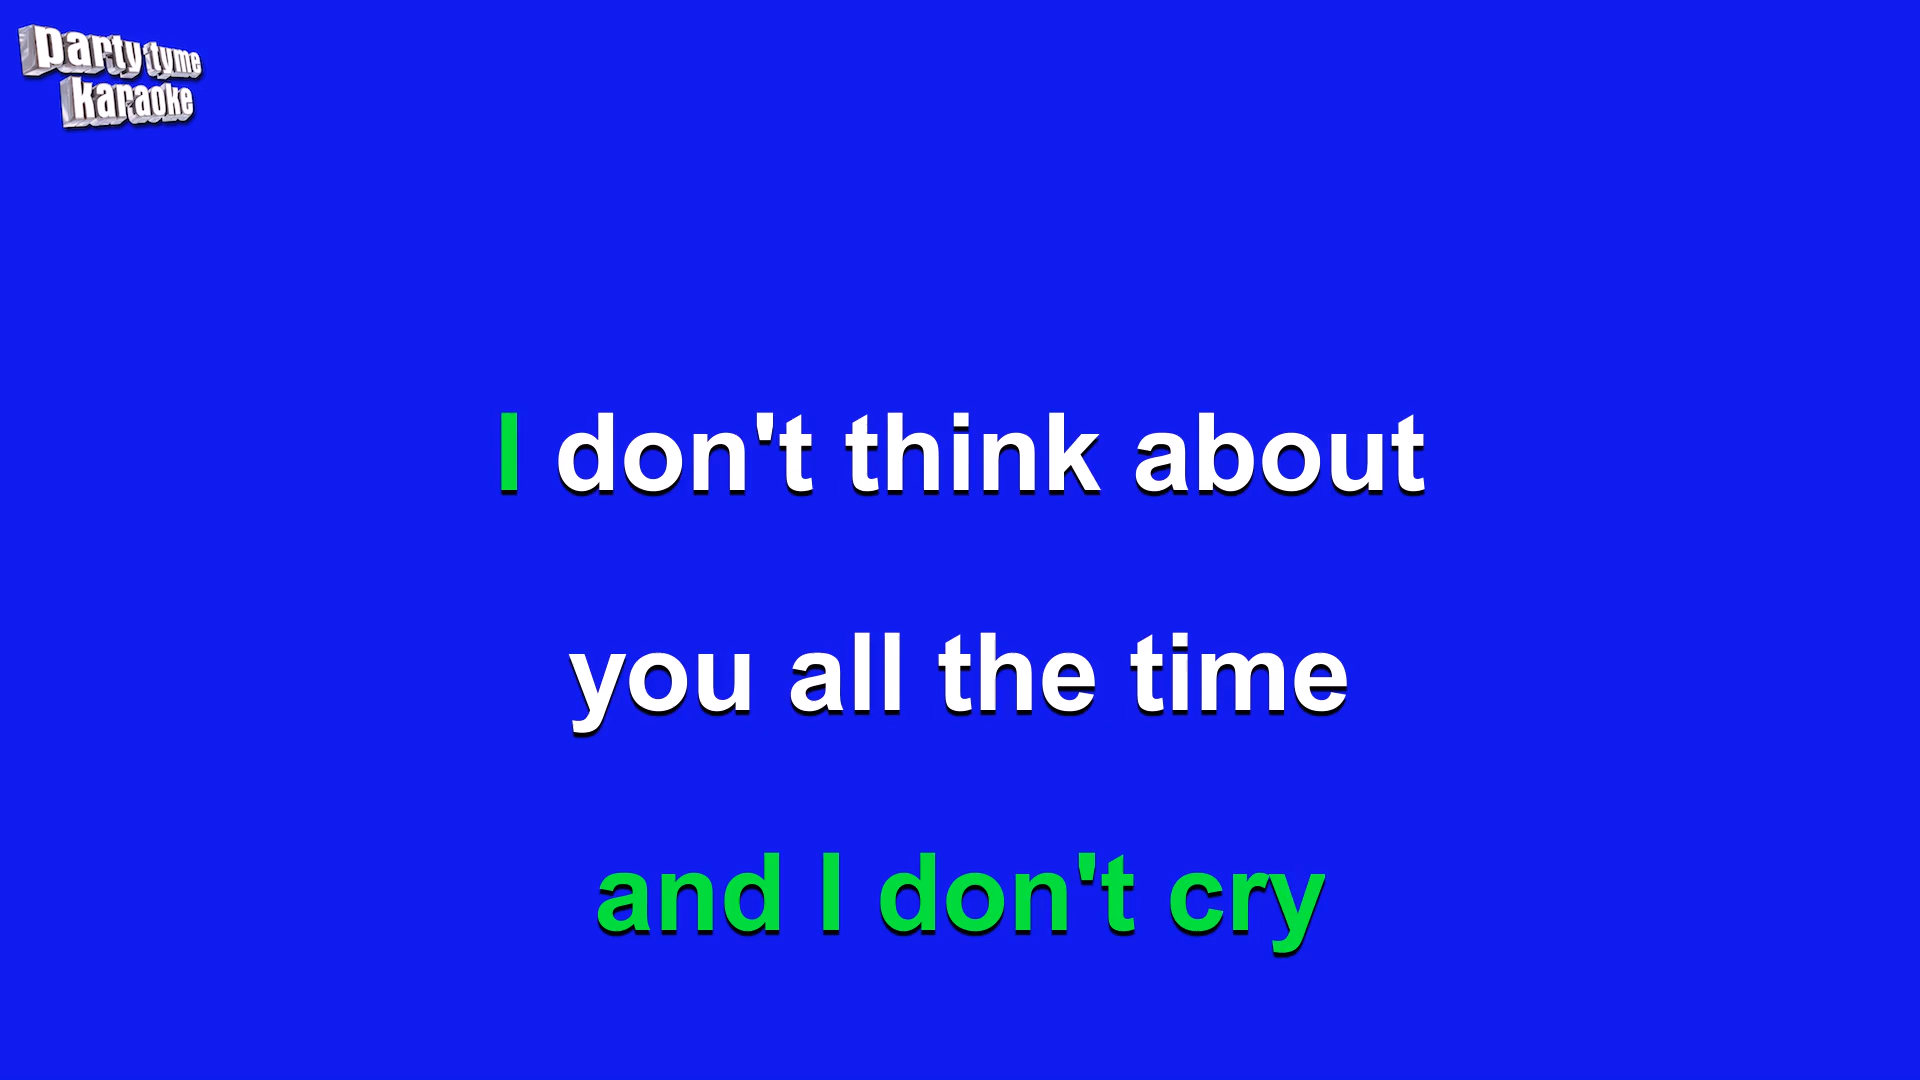 party tyme
karaoke
I don't think about
you all the time
and I don't cry